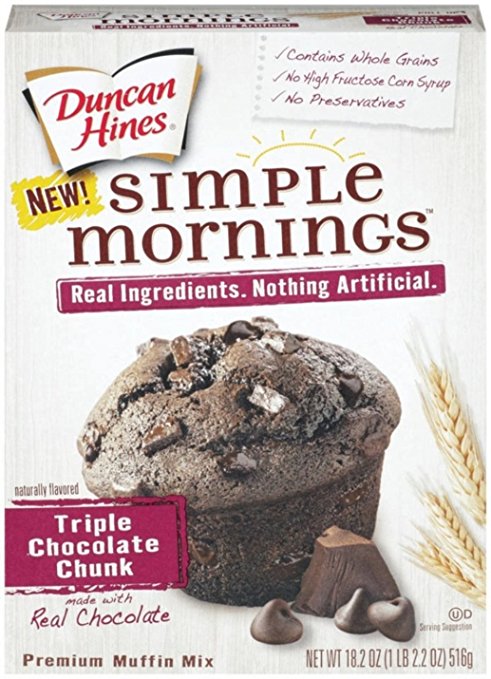 Duncan
Hines®
✓Contains Whole Grains
✓No High Fructose Corn Syrup
✓No Preservatives
NEW!
SIMPLE
MORNINGS™
Real Ingredients. Nothing Artificial.
naturally flavored
Triple
Chocolate
Chunk
made with
Real Chocolate
Premium Muffin Mix
U D
Serving Suggestion
NET WT 18.2 OZ (1 LB 2.2 OZ) 516g